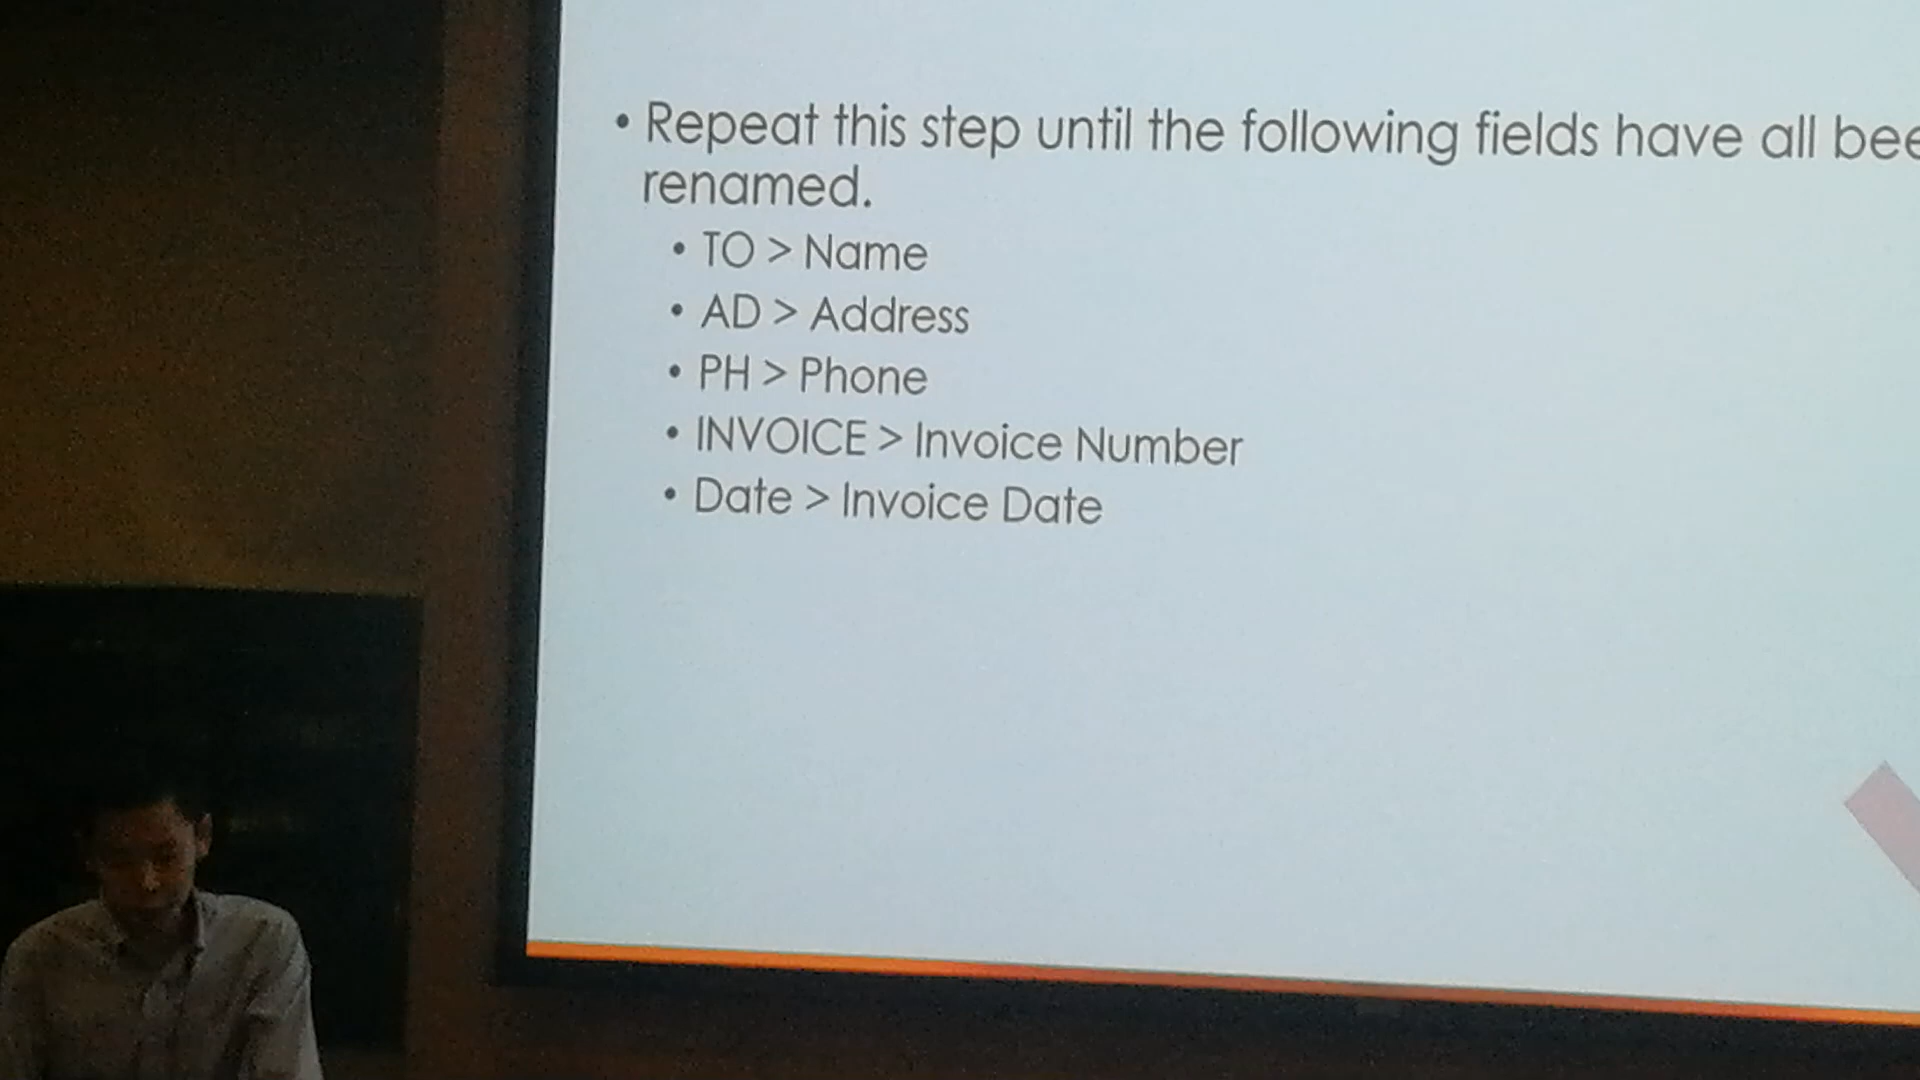 • Repeat this step until the following fields have all
renamed.
• TO > Name
• AD > Address
• PH > Phone
• INVOICE > Invoice Number
• Date > Invoice Date